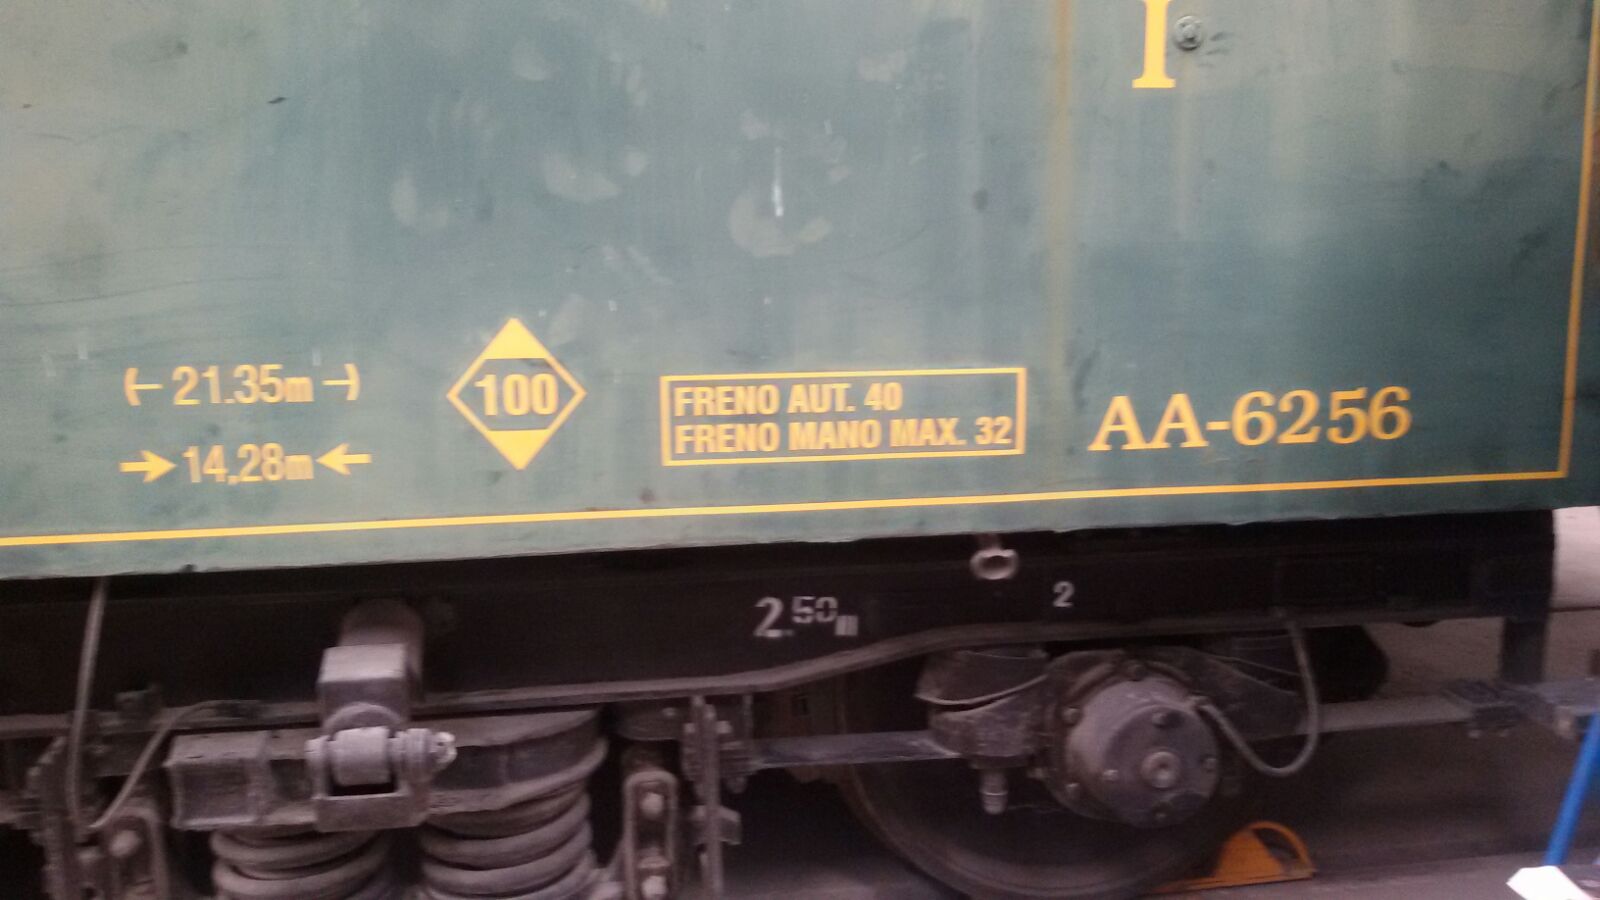 I
21.35m
14,28m
100
FRENO AUT. 40
FRENO MANO MAX. 32
AA-6256
2.50m
2